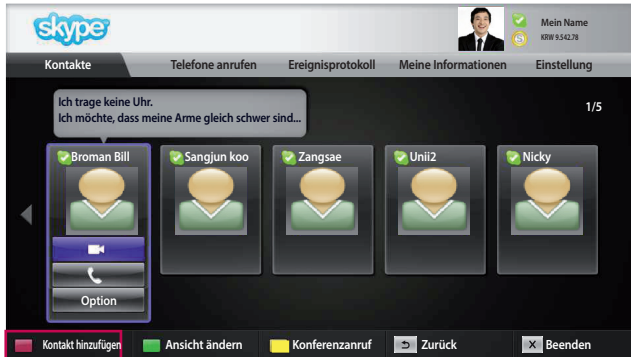 skype
Mein Name
KRW 9.542.78
Kontakte Telefone anrufen Ereignisprotokoll Meine Informationen Einstellung
Ich trage keine Uhr.
Ich möchte, dass meine Arme gleich schwer sind...
1/5
Broman Bill Sangjun koo Zangsae Unii2 Nicky
Option
Kontakt hinzufügen Ansicht ändern Konferenzanruf Zurück X Beenden